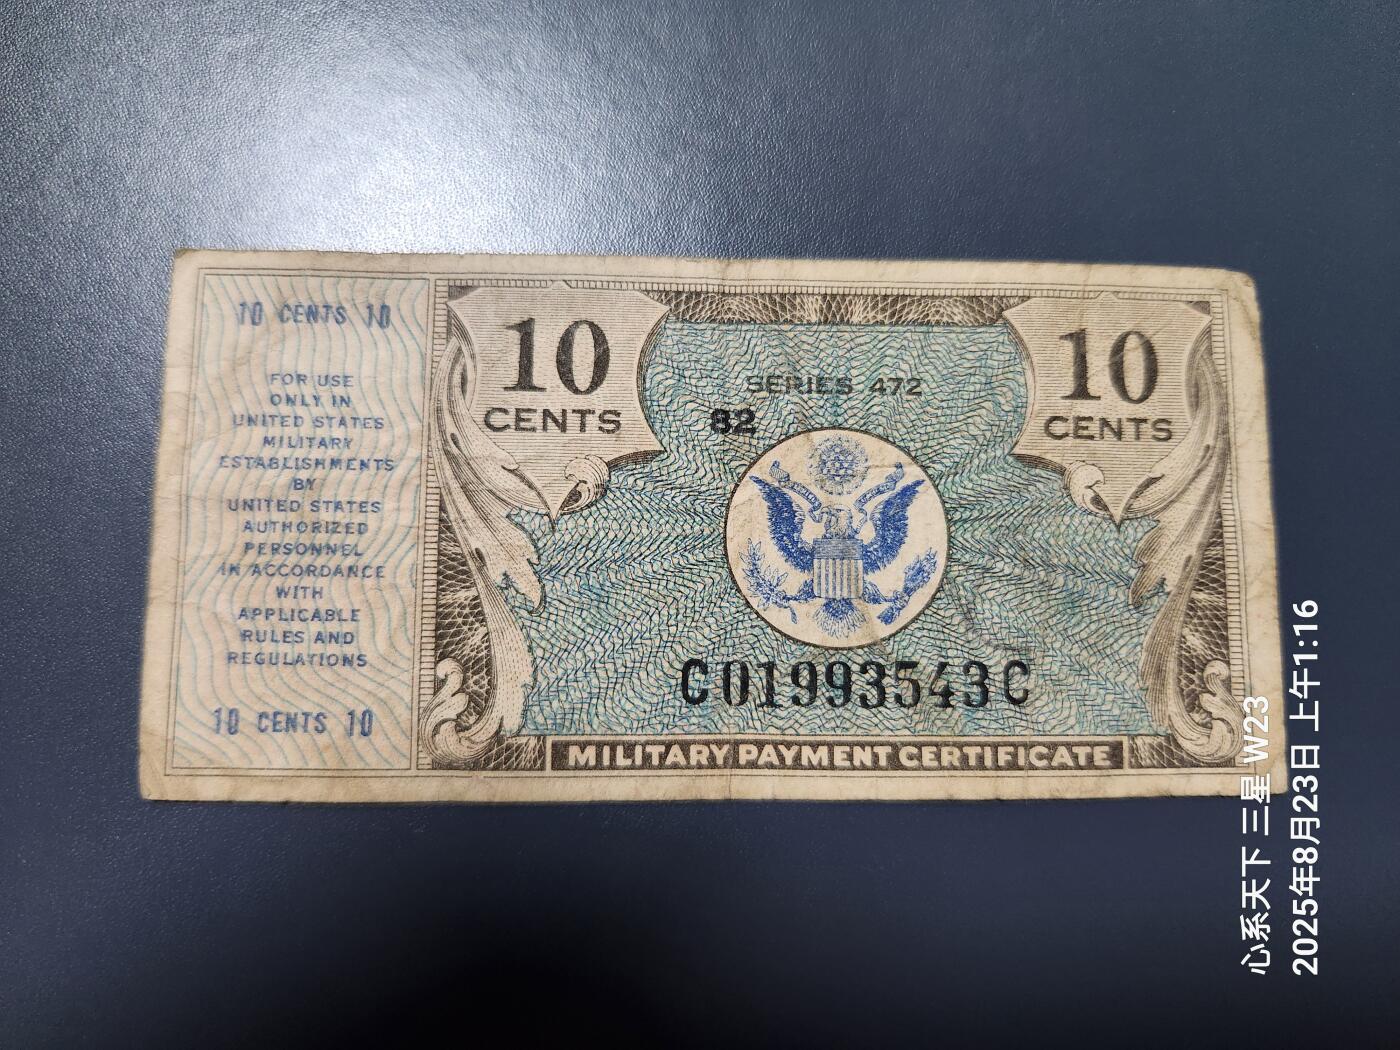 10 CENTS 10
FOR USE
ONLY IN
UNITED STATES
MILITARY
ESTABLISHMENTS
BY
UNITED STATES
AUTHORIZED
PERSONNEL
IN ACCORDANCE
WITH
APPLICABLE
RULES AND
REGULATIONS
10 CENTS 10
10
CENTS
SERIES 472
82
10
CENTS
C01993543C
MILITARY PAYMENT CERTIFICATE
心系天下 三星 W23
2025年8月23日 上午1:16